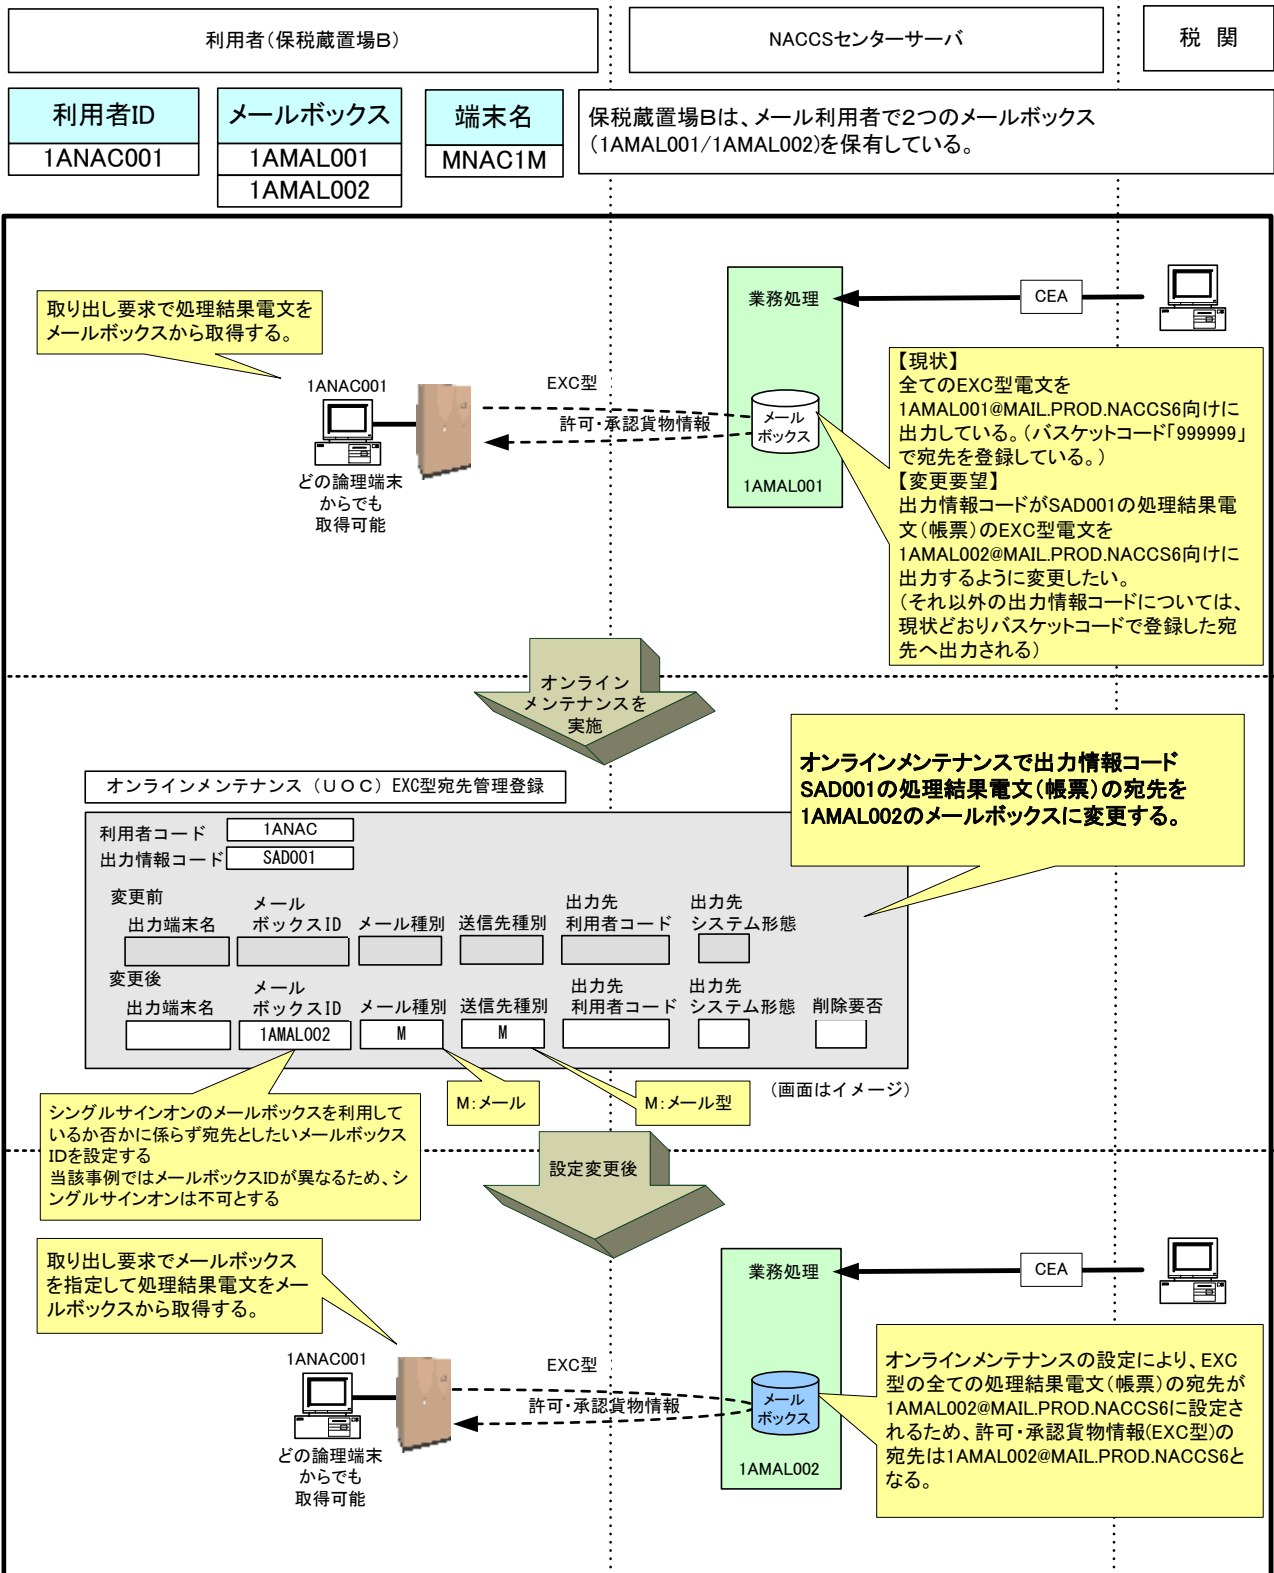 利用者(保税蔵置場B)
NACCSセンターサーバ
税 関
利用者ID
1ANAC001
メールボックス
1AMAL001
1AMAL002
端末名
MNAC1M
保税蔵置場Bは、メール利用者で2つのメールボックス
(1AMAL001/1AMAL002)を保有している。
取り出し要求で処理結果電文を
メールボックスから取得する。
1ANAC001
どの論理端末
からでも
取得可能
EXC型
許可・承認貨物情報
業務処理
メール
ボックス
1AMAL001
CEA
【現状】
全てのEXC型電文を
1AMAL001@MAIL.PROD.NACCS6向けに
出力している。(バスケットコード「999999」
で宛先を登録している。)
【変更要望】
出力情報コードがSAD001の処理結果電
文(帳票)のEXC型電文を
1AMAL002@MAIL.PROD.NACCS6向けに
出力するように変更したい。
(それ以外の出力情報コードについては、
現状どおりバスケットコードで登録した宛
先へ出力される)
オンライン
メンテナンスを
実施
オンラインメンテナンスで出力情報コード
SAD001の処理結果電文(帳票)の宛先を
1AMAL002のメールボックスに変更する。
オンラインメンテナンス(UOC)EXC型宛先管理登録
利用者コード 1ANAC
出力情報コード SAD001
変更前
出力端末名
メール
ボックスID
メール種別
送信先種別
出力先
利用者コード
出力先
システム形態
変更後
出力端末名
メール
ボックスID
メール種別
送信先種別
出力先
利用者コード
出力先
システム形態
削除要否
1AMAL002
M
M
(画面はイメージ)
M:メール
M:メール型
シングルサインオンのメールボックスを利用して
いるか否かに係らず宛先としたいメールボックス
IDを設定する
当該事例ではメールボックスIDが異なるため、シ
ングルサインオンは不可とする
設定変更後
取り出し要求でメールボックス
を指定して処理結果電文をメー
ルボックスから取得する。
1ANAC001
どの論理端末
からでも
取得可能
EXC型
許可・承認貨物情報
業務処理
メール
ボックス
1AMAL002
CEA
オンラインメンテナンスの設定により、EXC
型の全ての処理結果電文(帳票)の宛先が
1AMAL002@MAIL.PROD.NACCS6に設定さ
れるため、許可・承認貨物情報(EXC型)の
宛先は1AMAL002@MAIL.PROD.NACCS6と
なる。